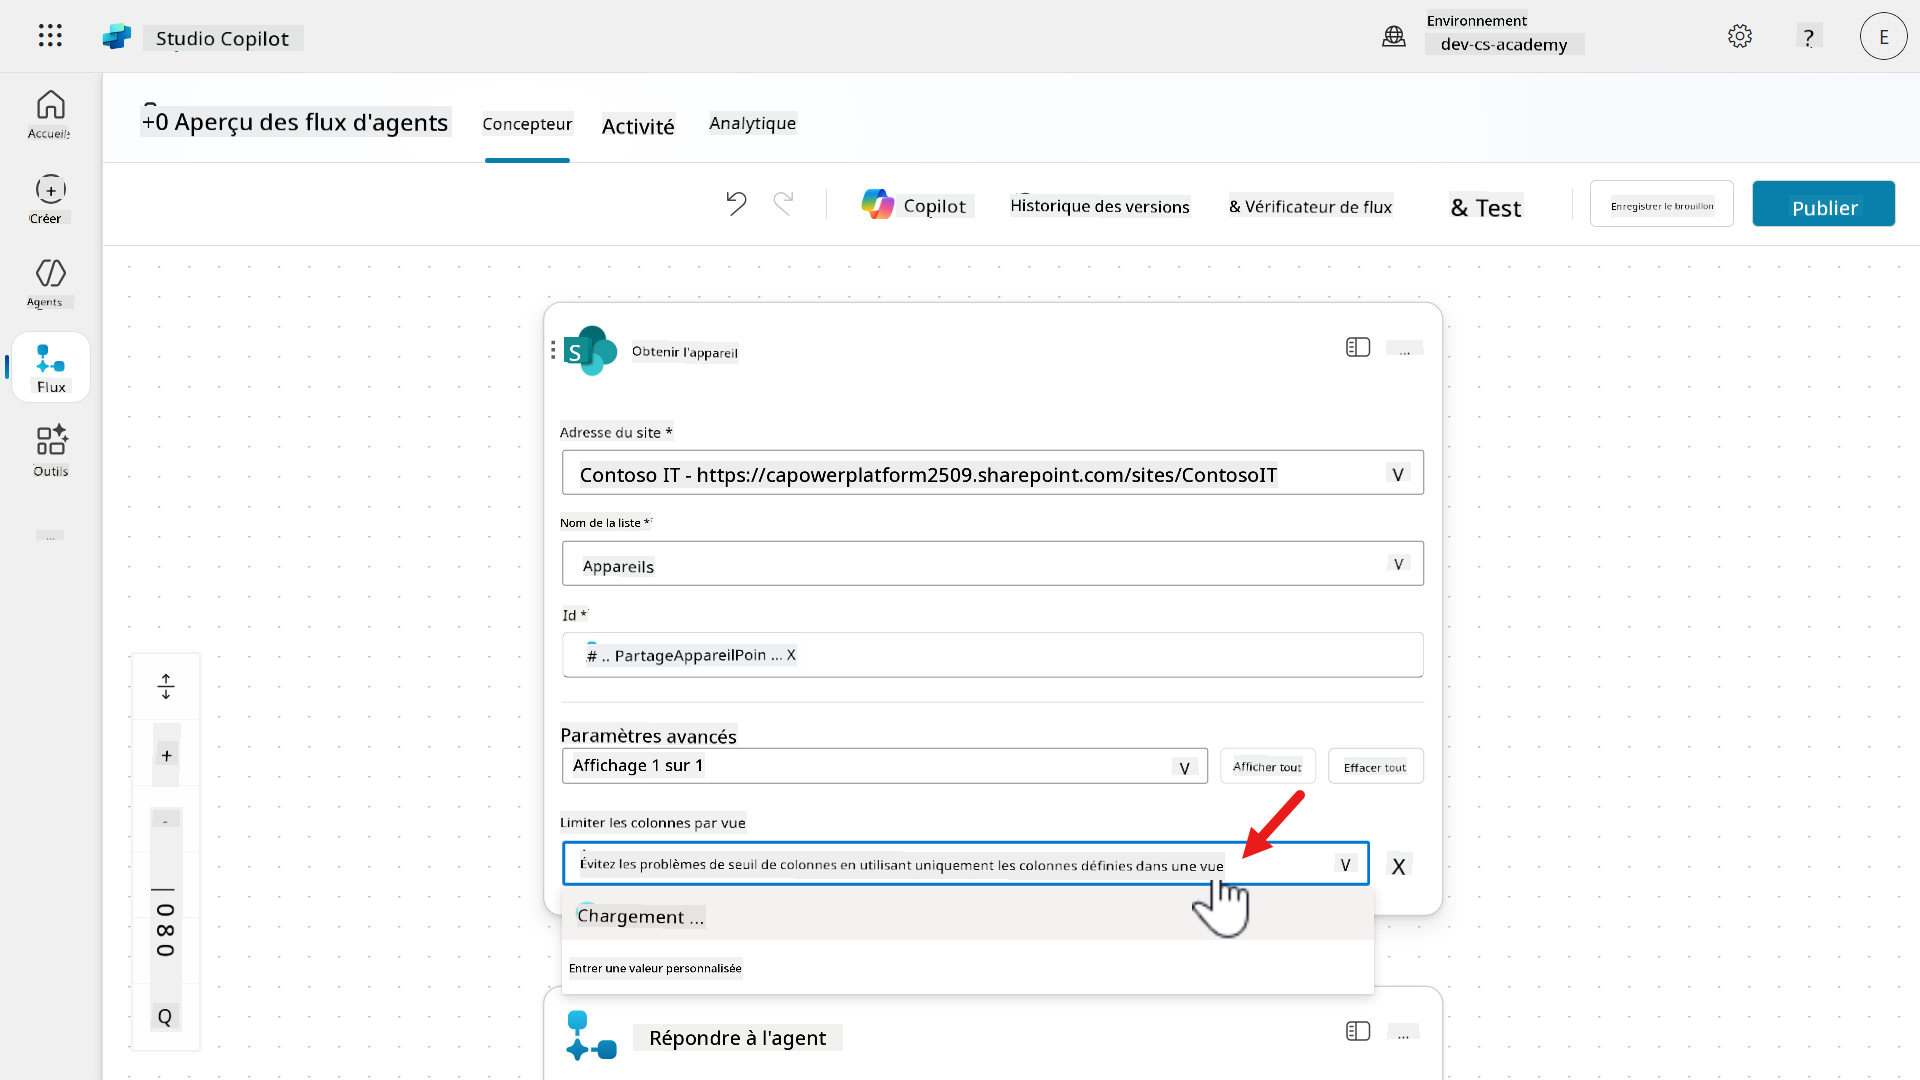 Studio Copilot
Environnement
dev-cs-academy
?
E
Accueil
Créer
Agents
Flux
Outils
...
+0 Aperçu des flux d'agents
Concepteur
Activité
Analytique
Copilot
Historique des versions
& Vérificateur de flux
& Test
Enregistrer le brouillon
Publier
S
Obtenir l'appareil
...
Adresse du site *
Contoso IT - https://capowerplatform2509.sharepoint.com/sites/ContosoIT
V
Nom de la liste *
Appareils
V
Id *
# .. PartageAppareilPoin ... X
Paramètres avancés
Affichage 1 sur 1
V
Afficher tout
Effacer tout
Limiter les colonnes par vue
Évitez les problèmes de seuil de colonnes en utilisant uniquement les colonnes définies dans une vue
V
X
Chargement ...
Entrer une valeur personnalisée
Répondre à l'agent
...
+
-
| 080
Q